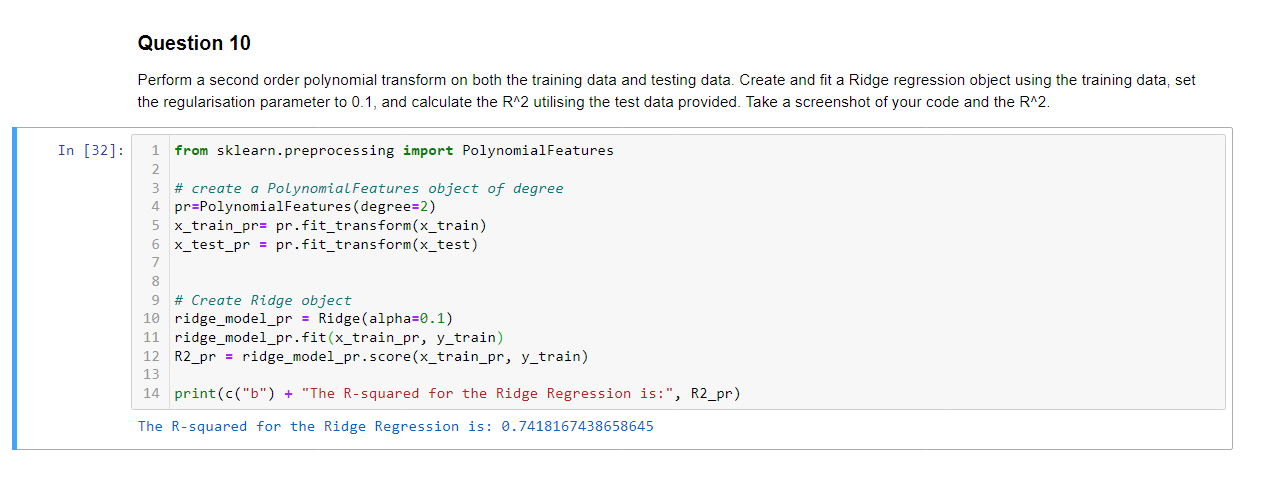 Question 10
Perform a second order polynomial transform on both the training data and testing data. Create and fit a Ridge regression object using the training data, set
the regularisation parameter to 0.1, and calculate the R^2 utilising the test data provided. Take a screenshot of your code and the R^2.
In [32]:
1 from sklearn.preprocessing import PolynomialFeatures
2
3 # create a PolynomialFeatures object of degree
4 pr=PolynomialFeatures(degree=2)
5 x_train_pr= pr.fit_transform(x_train)
6 x_test_pr = pr.fit_transform(x_test)
7
8
9 # Create Ridge object
10 ridge_model_pr = Ridge(alpha=0.1)
11 ridge_model_pr.fit(x_train_pr, y_train)
12 R2_pr = ridge_model_pr.score(x_train_pr, y_train)
13
14 print(c("b") + "The R-squared for the Ridge Regression is:", R2_pr)
The R-squared for the Ridge Regression is: 0.7418167438658645